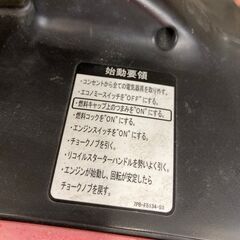 始動要領
・コンセントから全ての電気器具を取り外す。
・エコノミースイッチを"OFF"にする。
・燃料キャップ上のつまみを"ON"にする。
・燃料コックを"ON"にする。
・エンジンスイッチを"ON"にする。
・チョークノブを引く。
・リコイルスターターハンドルを勢いよく引く。
・エンジンが始動し、回転が安定したら
チョークノブを戻す。
7PB-F5134-S1